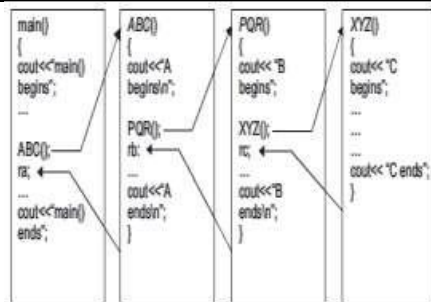 main()
{
cout<<"main()
begins";
....
ABC();
ra;
...
cout<<"main()
ends";
ABC()
{
cout<<"A
begins\n";
PQR();
rb:
....
cout<<"A
ends\n";
}
PQR()
{
cout<< "B
begins";
XYZ();
rc;
....
cout<<"B
ends\n";
}
XYZ()
{
cout<< "C
begins";
....
...
...
cout<< "C ends";
}